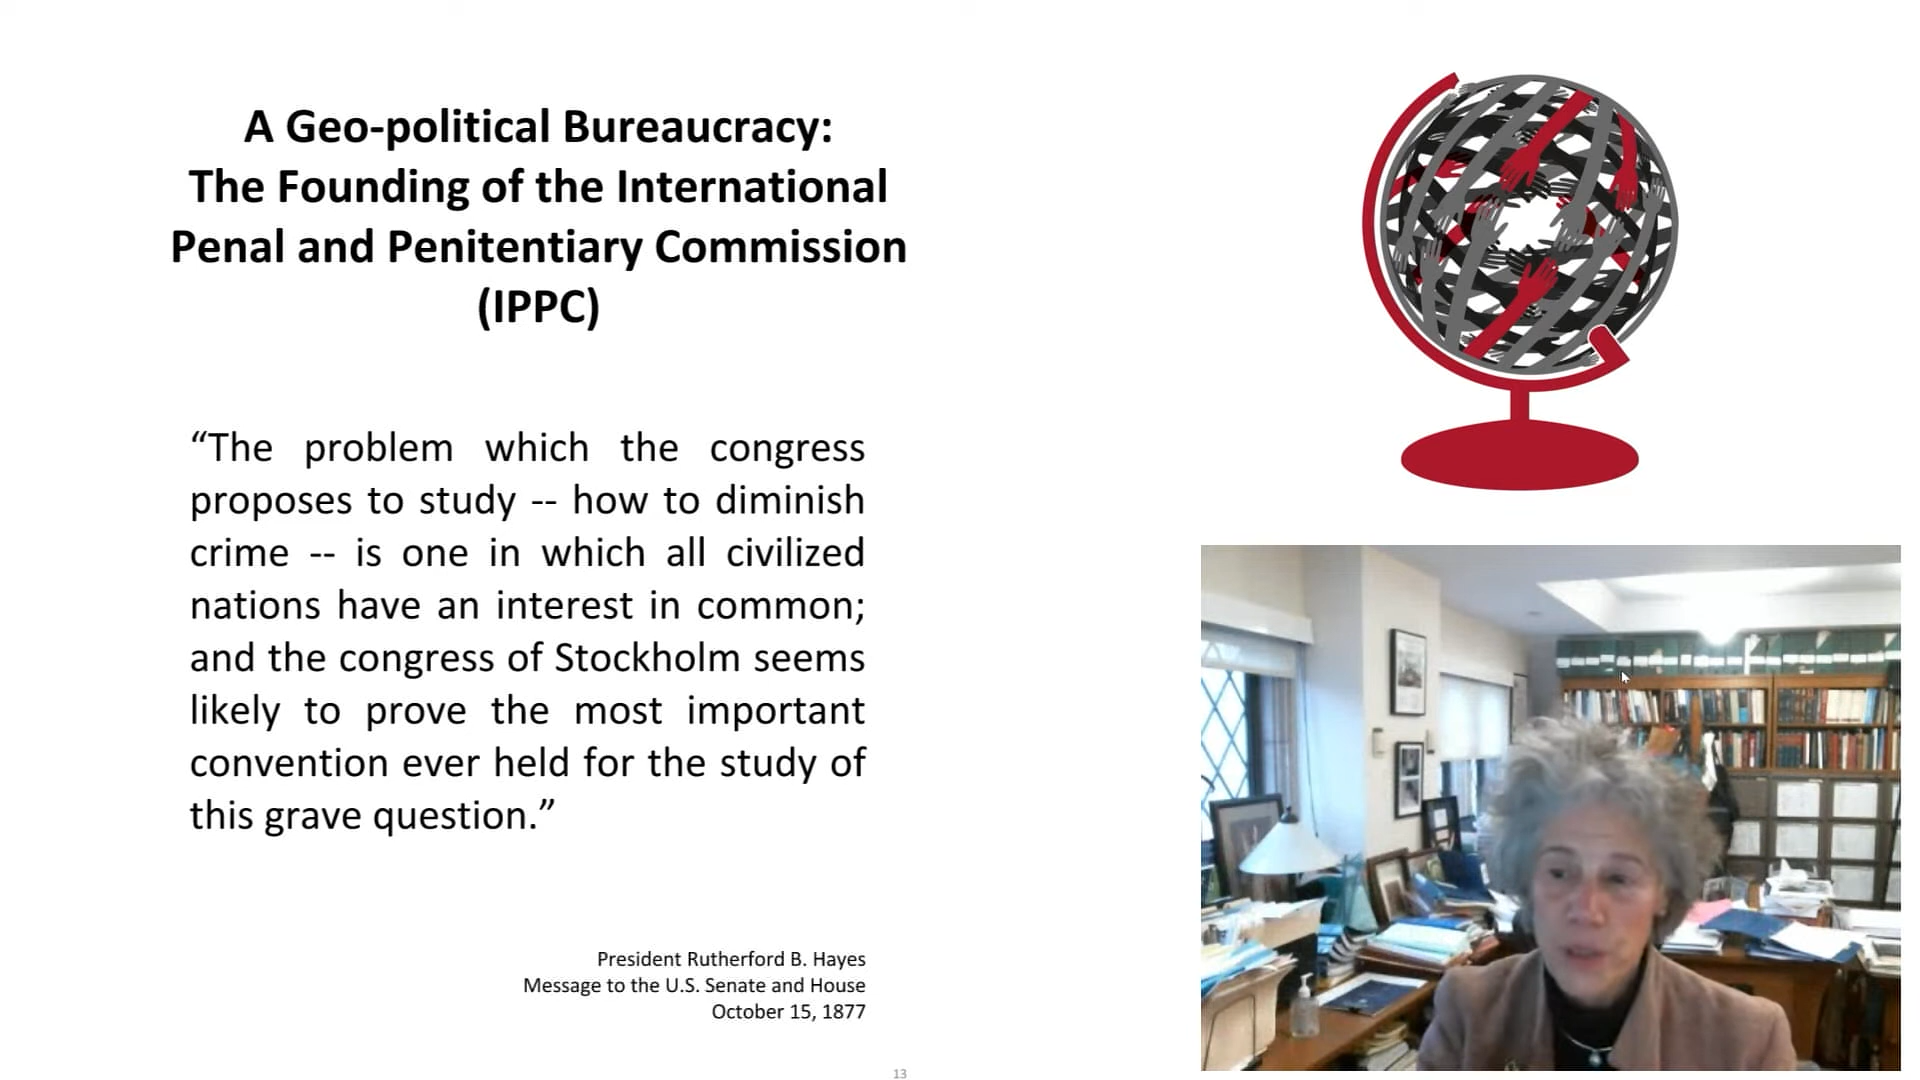 A Geo-political Bureaucracy:
The Founding of the International
Penal and Penitentiary Commission
(IPPC)
“The problem which the congress
proposes to study -- how to diminish
crime -- is one in which all civilized
nations have an interest in common;
and the congress of Stockholm seems
likely to prove the most important
convention ever held for the study of
this grave question.”
President Rutherford B. Hayes
Message to the U.S. Senate and House
October 15, 1877
13